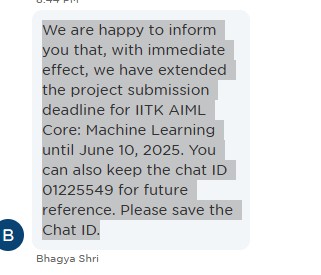 We are happy to inform
you that, with immediate
effect, we have extended
the project submission
deadline for IITK AIML
Core: Machine Learning
until June 10, 2025. You
can also keep the chat ID
01225549 for future
reference. Please save the
Chat ID.
B
Bhagya Shri